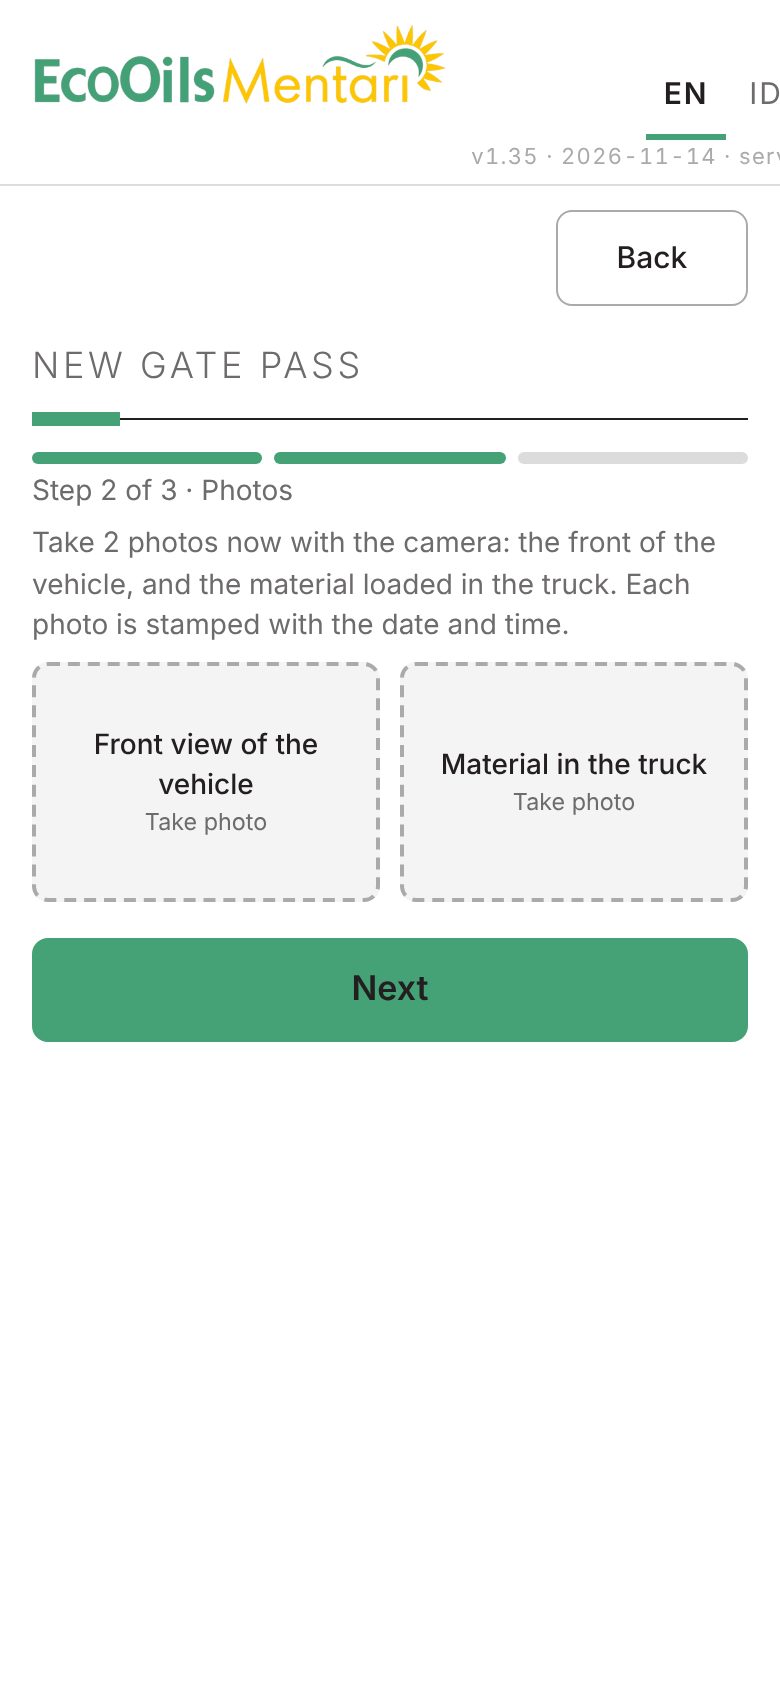 EcoOils Mentari
EN ID
v1.35 · 2026-11-14 · serv
Back
NEW GATE PASS
Step 2 of 3 · Photos
Take 2 photos now with the camera: the front of the
vehicle, and the material loaded in the truck. Each
photo is stamped with the date and time.
Front view of the
vehicle
Take photo
Material in the truck
Take photo
Next